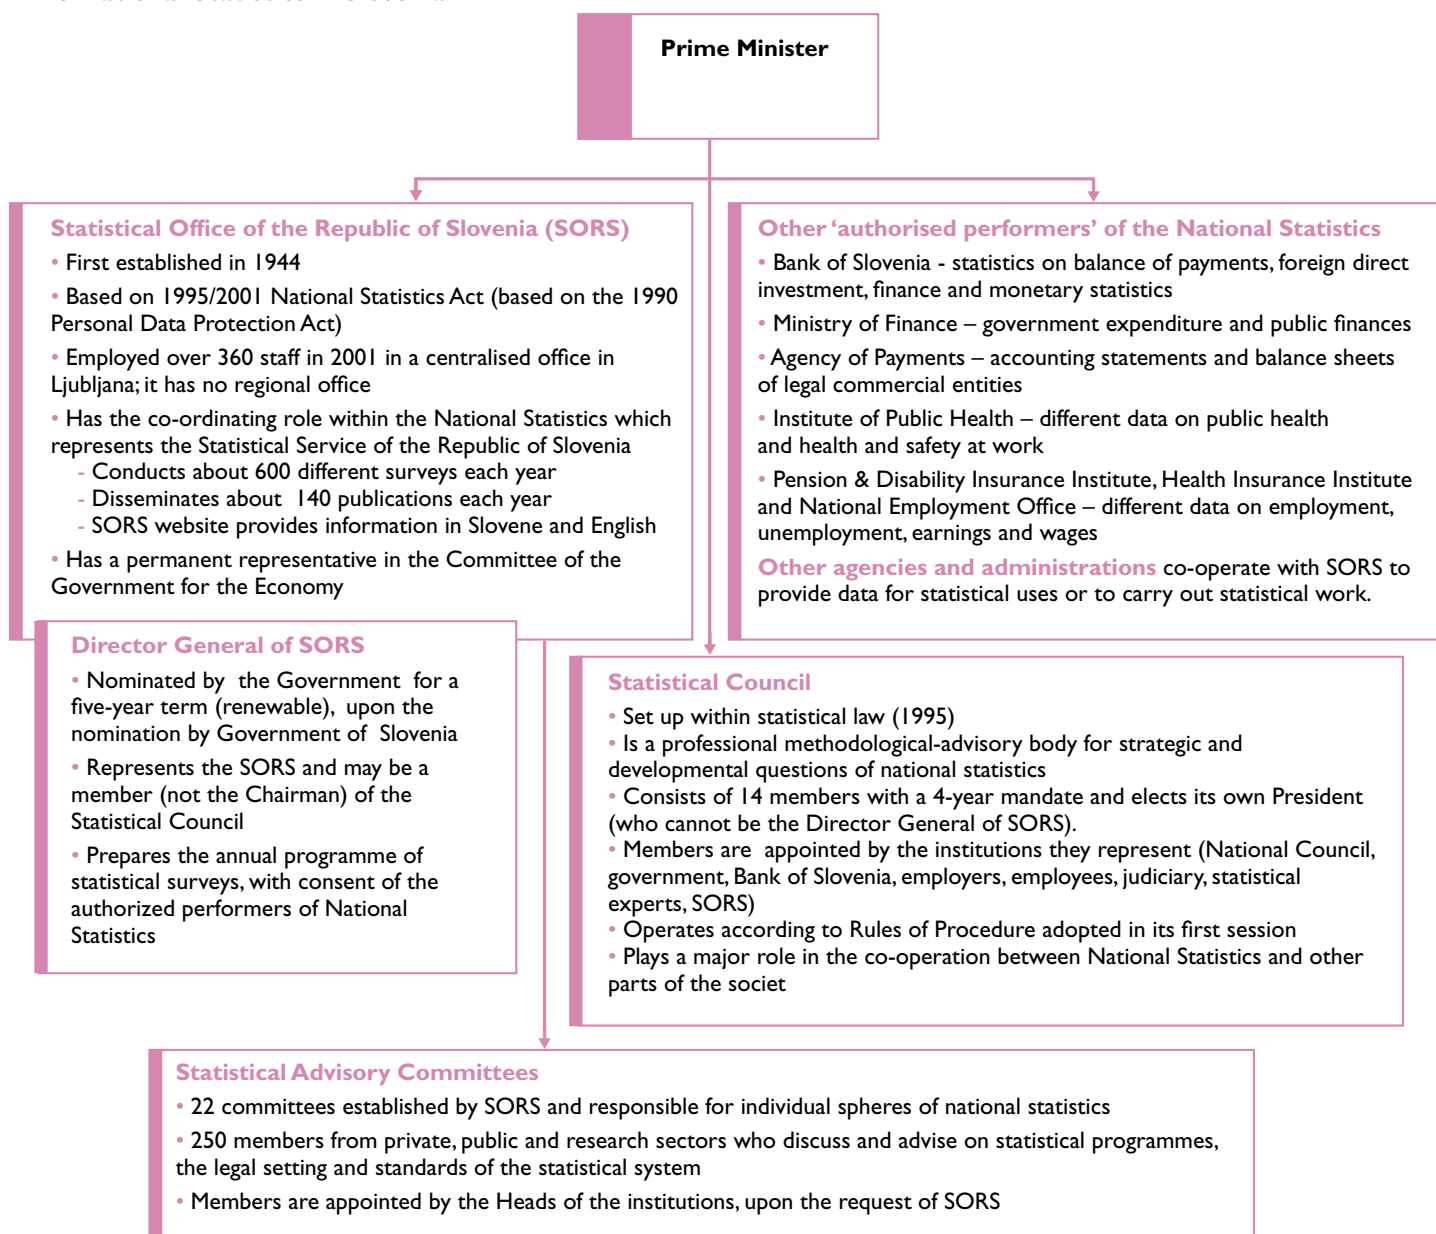 Prime Minister
Statistical Office of the Republic of Slovenia (SORS)
• First established in 1944
• Based on 1995/2001 National Statistics Act (based on the 1990
Personal Data Protection Act)
• Employed over 360 staff in 2001 in a centralised office in
Ljubljana; it has no regional office
• Has the co-ordinating role within the National Statistics which
represents the Statistical Service of the Republic of Slovenia
- Conducts about 600 different surveys each year
- Disseminates about 140 publications each year
- SORS website provides information in Slovene and English
• Has a permanent representative in the Committee of the
Government for the Economy
Other ‘authorised performers’ of the National Statistics
• Bank of Slovenia - statistics on balance of payments, foreign direct
investment, finance and monetary statistics
• Ministry of Finance – government expenditure and public finances
• Agency of Payments – accounting statements and balance sheets
of legal commercial entities
• Institute of Public Health – different data on public health
and health and safety at work
• Pension & Disability Insurance Institute, Health Insurance Institute
and National Employment Office – different data on employment,
unemployment, earnings and wages
Other agencies and administrations co-operate with SORS to
provide data for statistical uses or to carry out statistical work.
Director General of SORS
• Nominated by the Government for a
five-year term (renewable), upon the
nomination by Government of Slovenia
• Represents the SORS and may be a
member (not the Chairman) of the
Statistical Council
• Prepares the annual programme of
statistical surveys, with consent of the
authorized performers of National
Statistics
Statistical Council
• Set up within statistical law (1995)
• Is a professional methodological-advisory body for strategic and
developmental questions of national statistics
• Consists of 14 members with a 4-year mandate and elects its own President
(who cannot be the Director General of SORS).
• Members are appointed by the institutions they represent (National Council,
government, Bank of Slovenia, employers, employees, judiciary, statistical
experts, SORS)
• Operates according to Rules of Procedure adopted in its first session
• Plays a major role in the co-operation between National Statistics and other
parts of the societ
Statistical Advisory Committees
• 22 committees established by SORS and responsible for individual spheres of national statistics
• 250 members from private, public and research sectors who discuss and advise on statistical programmes,
the legal setting and standards of the statistical system
• Members are appointed by the Heads of the institutions, upon the request of SORS